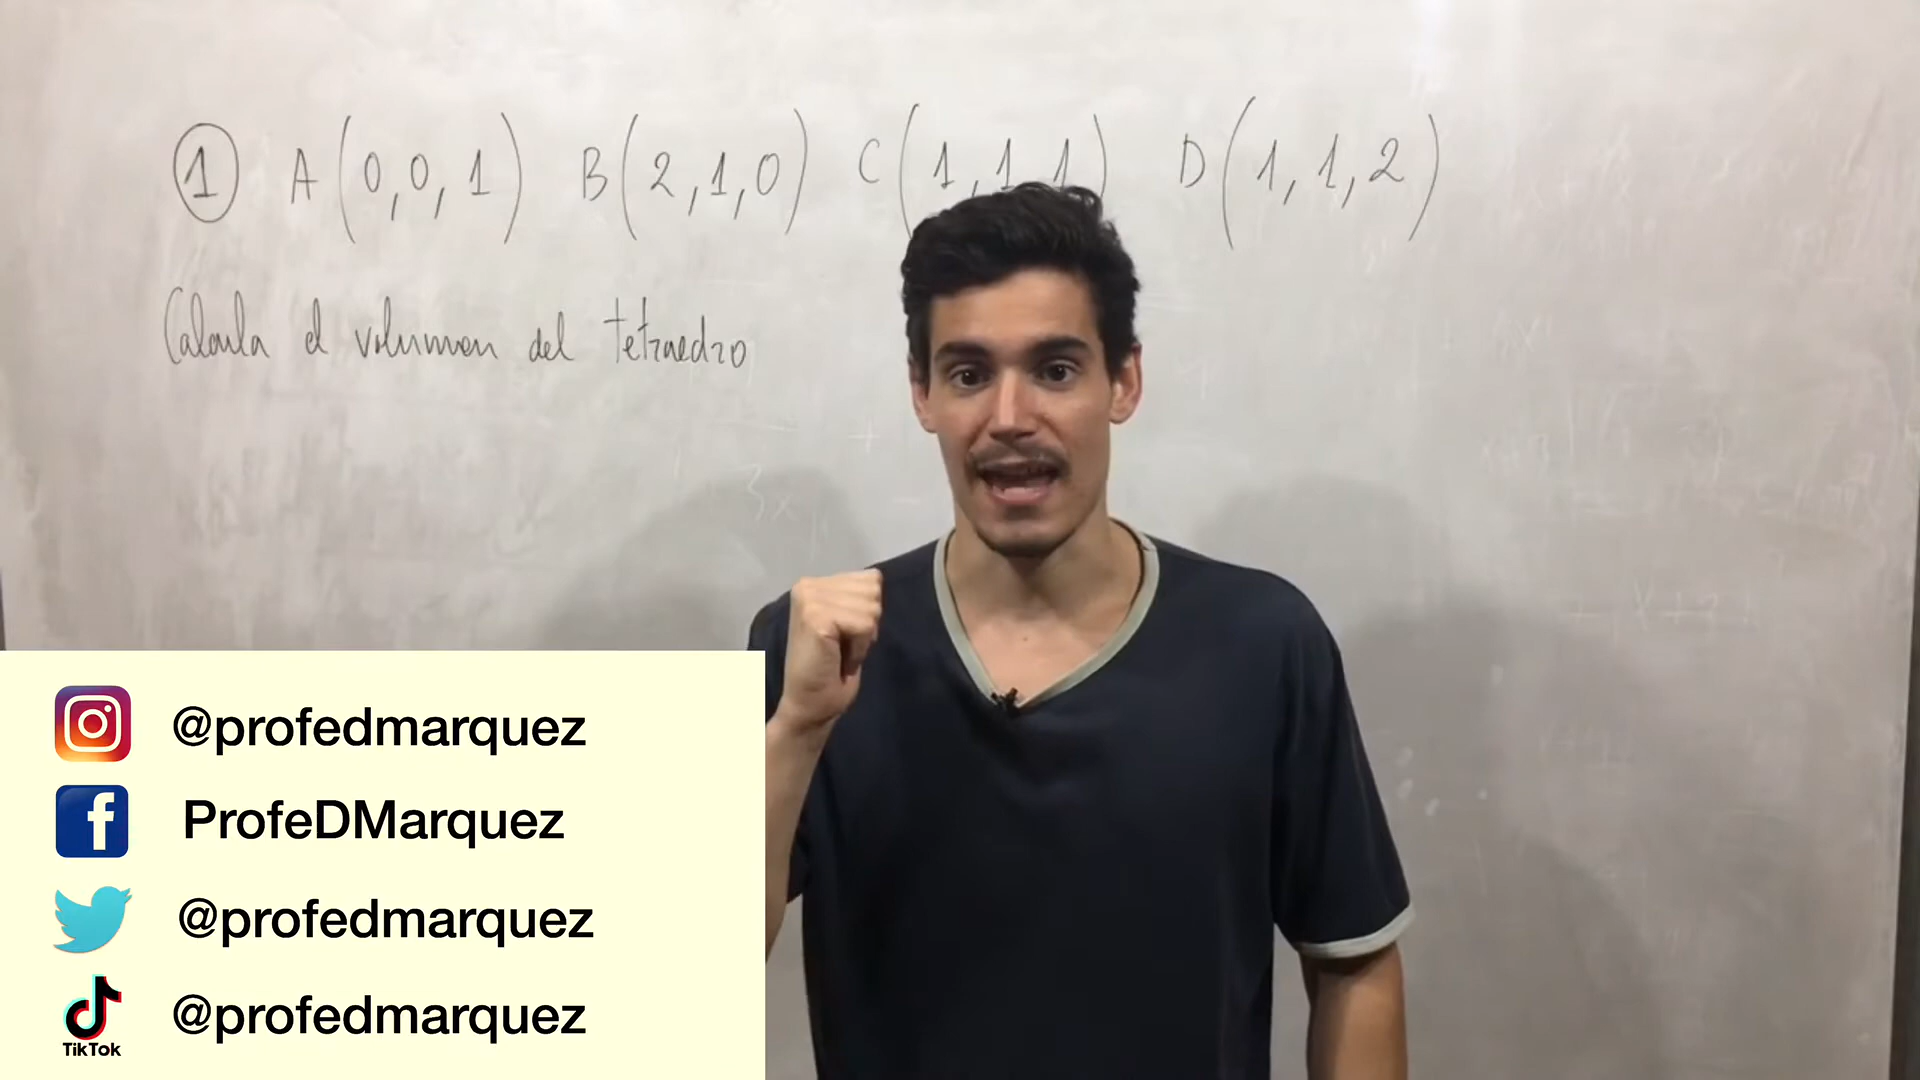 ① A(0,0,1) B(2,1,0) C(1,1,1) D(1,1,2)
Calcula el volumen del tetraedro
@profedmarquez
ProfeDMarquez
@profedmarquez
@profedmarquez
TikTok